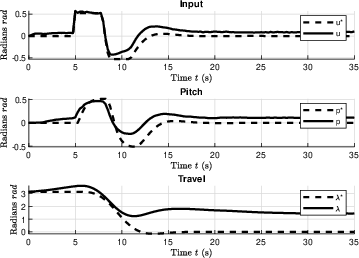 Input
Radians rad
0.5
0
-0.5
0 5 10 15 20 25 30 35
Time t (s)
u*
u
Pitch
Radians rad
0.5
0
-0.5
0 5 10 15 20 25 30 35
Time t (s)
p*
p
Travel
Radians rad
3
2
1
0
0 5 10 15 20 25 30 35
Time t (s)
λ*
λ